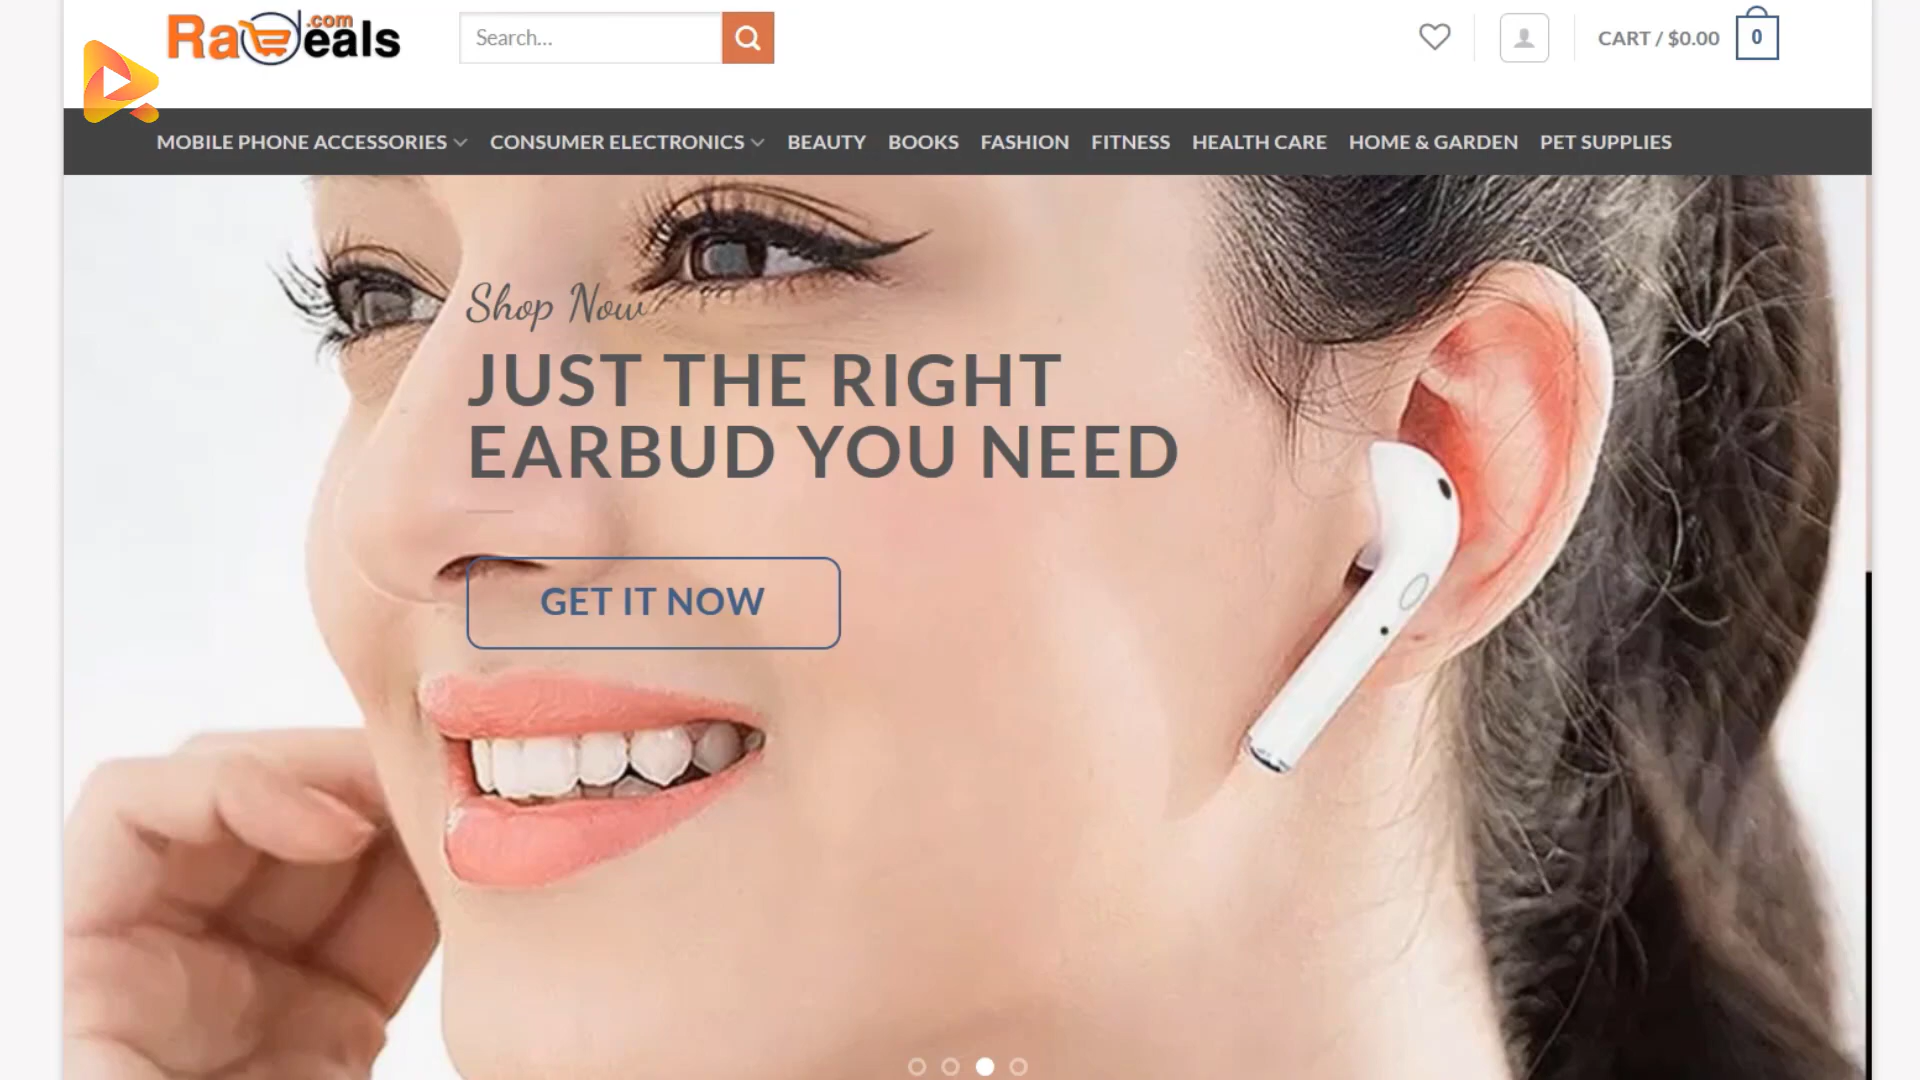 RaDeals.com
Search...
CART / $0.00
0
MOBILE PHONE ACCESSORIES
CONSUMER ELECTRONICS
BEAUTY
BOOKS
FASHION
FITNESS
HEALTH CARE
HOME & GARDEN
PET SUPPLIES
Shop Now
JUST THE RIGHT
EARBUD YOU NEED
GET IT NOW